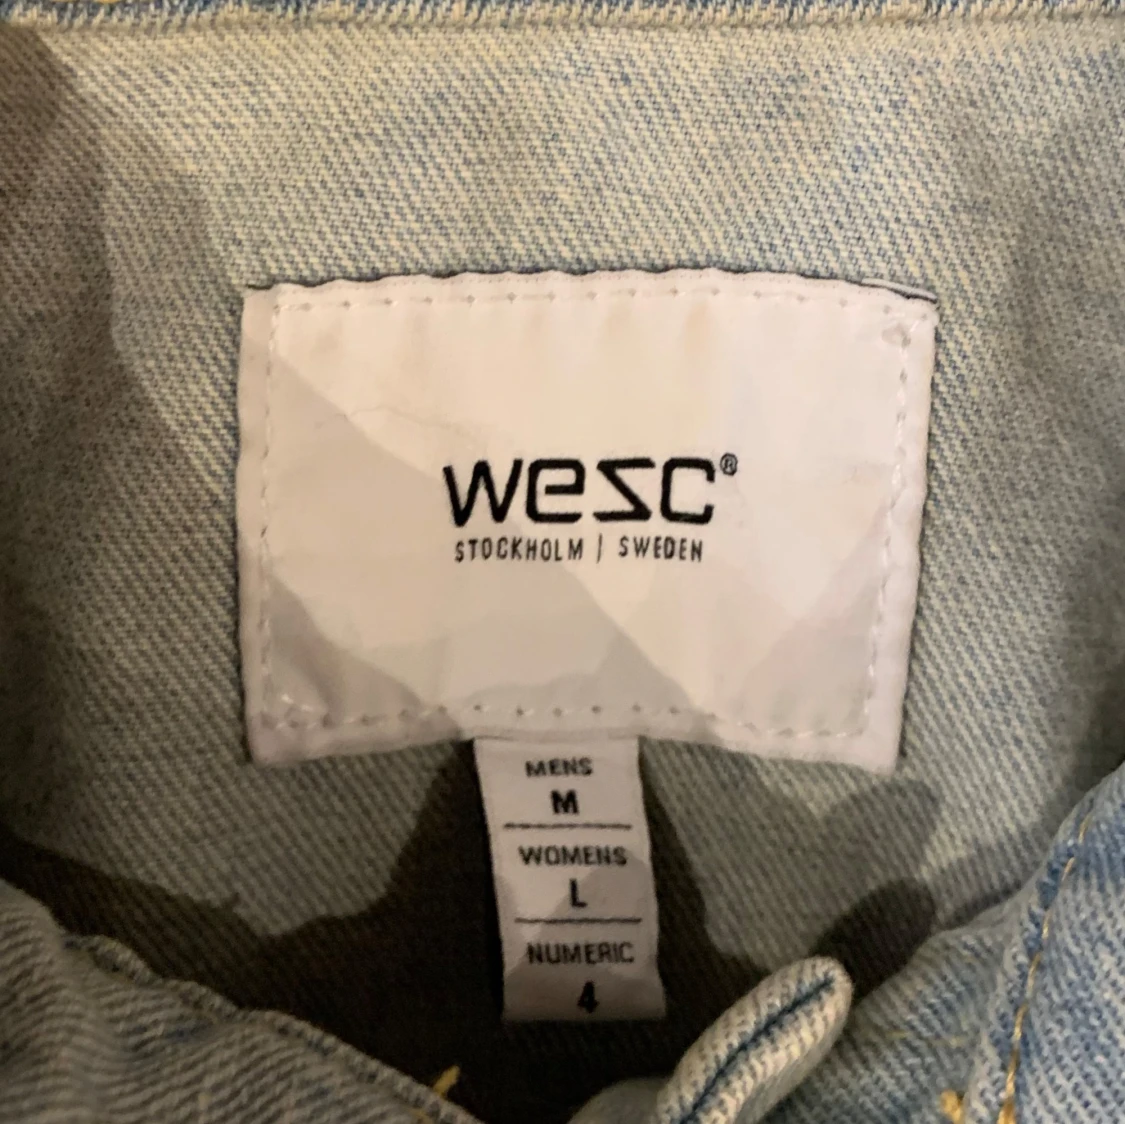 wesc®
STOCKHOLM | SWEDEN
MENS
M
WOMENS
L
NUMERIC
4